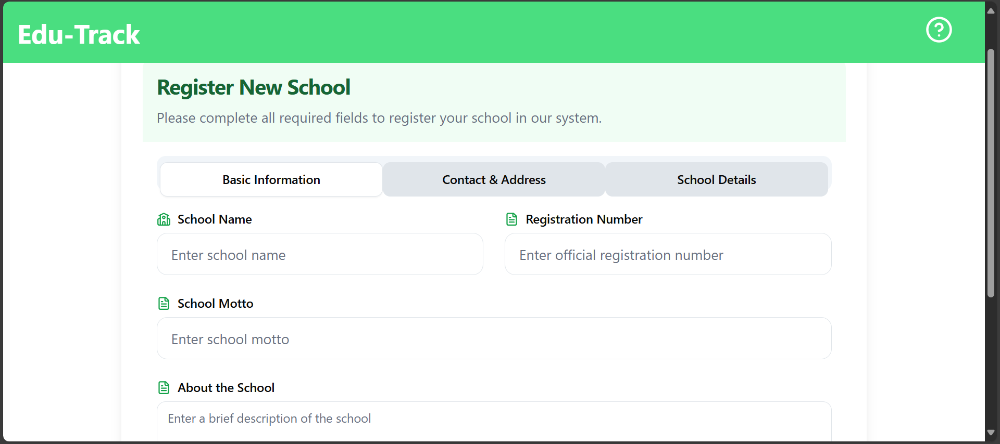 Edu-Track
Register New School
Please complete all required fields to register your school in our system.
Basic Information
Contact & Address
School Details
School Name
Registration Number
Enter school name
Enter official registration number
School Motto
Enter school motto
About the School
Enter a brief description of the school